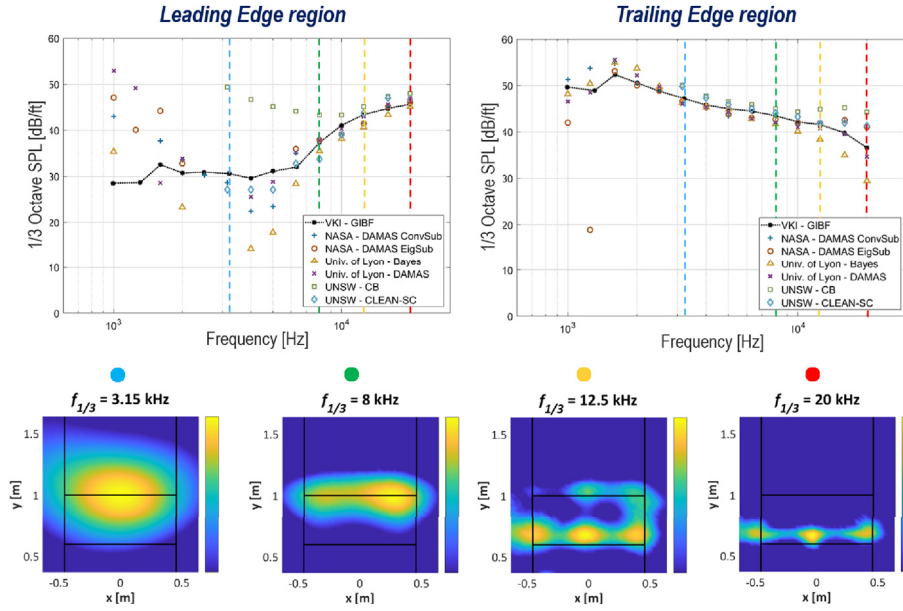 Leading Edge region
Trailing Edge region
1/3 Octave SPL [dB/ft]
60
50
40
30
20
10
0
VKI - GIBF
NASA - DAMAS ConvSub
NASA - DAMAS EigSub
Univ. of Lyon - Bayes
Univ. of Lyon - DAMAS
UNSW - CB
UNSW - CLEAN-SC
10³
10⁴
Frequency [Hz]
1/3 Octave SPL [dB/ft]
60
50
40
30
20
10
0
VKI - GIBF
NASA - DAMAS ConvSub
NASA - DAMAS EigSub
Univ. of Lyon - Bayes
Univ. of Lyon - DAMAS
UNSW - CB
UNSW - CLEAN-SC
10³
10⁴
Frequency [Hz]
f1/3 = 3.15 kHz
f1/3 = 8 kHz
f1/3 = 12.5 kHz
f1/3 = 20 kHz
y [m]
1.5
1
0.5
-0.5
0
0.5
x [m]
y [m]
1.5
1
0.5
-0.5
0
0.5
x [m]
y [m]
1.5
1
0.5
-0.5
0
0.5
x [m]
y [m]
1.5
1
0.5
-0.5
0
0.5
x [m]